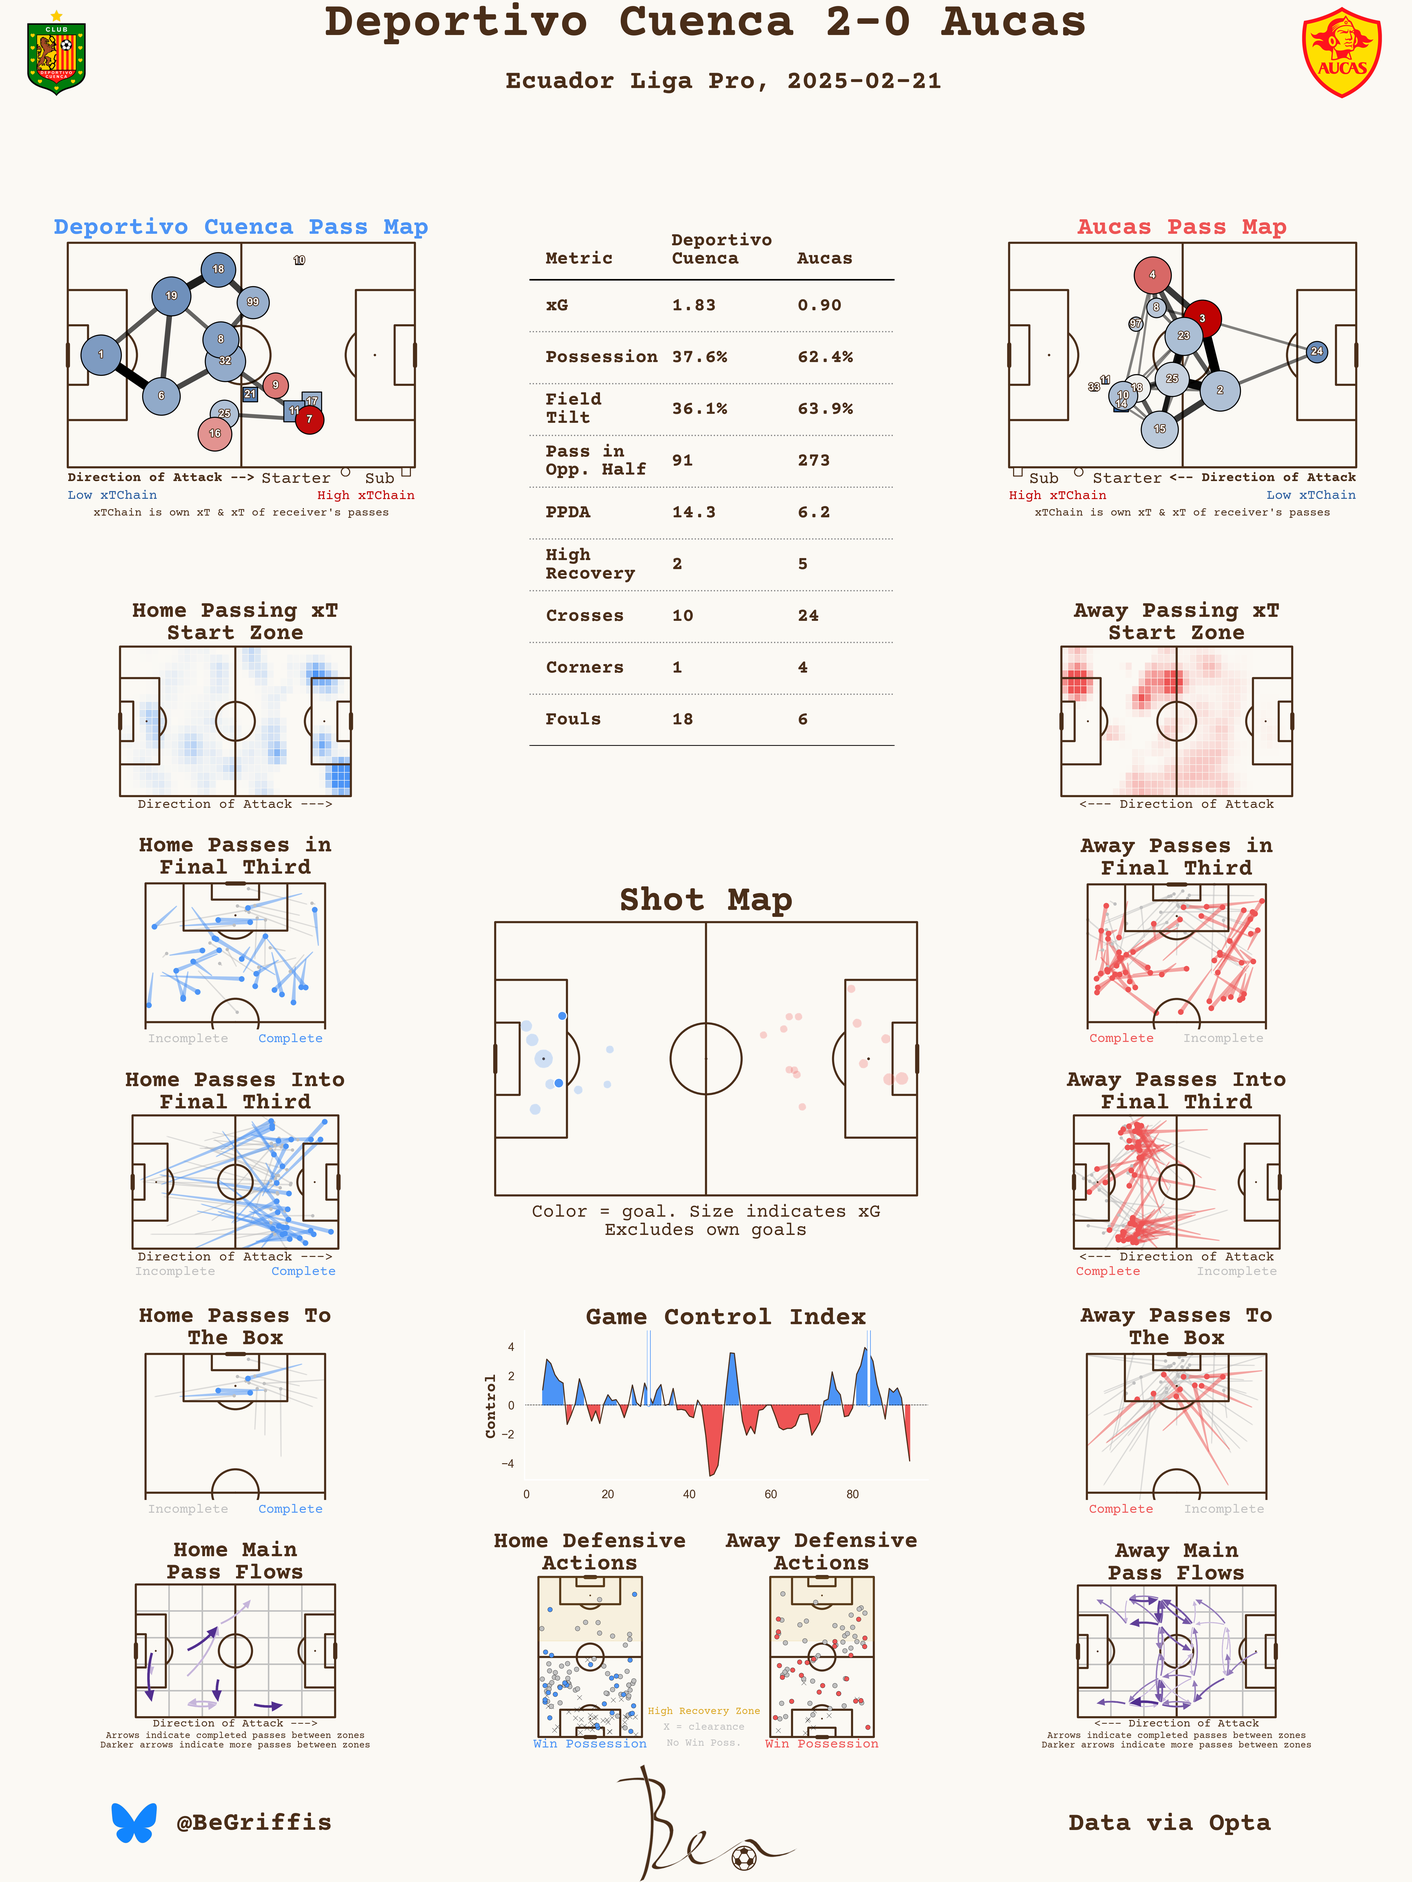 Deportivo Cuenca 2-0 Aucas
Ecuador Liga Pro, 2025-02-21
CLUB
DEPORTIVO
CUENCA
AUCAS
Deportivo Cuenca Pass Map
18
10
19
99
8
1
32
9
6
21
17
25
11
7
16
Direction of Attack --> Starter Sub
Low xTChain High xTChain
xTChain is own xT & xT of receiver's passes
Metric Deportivo Cuenca Aucas
xG 1.83 0.90
Possession 37.6% 62.4%
Field Tilt 36.1% 63.9%
Pass in Opp. Half 91 273
PPDA 14.3 6.2
High Recovery 2 5
Crosses 10 24
Corners 1 4
Fouls 18 6
Aucas Pass Map
4
8
97
3
23
24
11
25
33
18
10
2
14
15
Sub Starter <-- Direction of Attack
High xTChain Low xTChain
xTChain is own xT & xT of receiver's passes
Home Passing xT
Start Zone
Direction of Attack --->
Away Passing xT
Start Zone
<--- Direction of Attack
Home Passes in
Final Third
Incomplete Complete
Away Passes in
Final Third
Complete Incomplete
Shot Map
Color = goal. Size indicates xG
Excludes own goals
Home Passes Into
Final Third
Direction of Attack --->
Incomplete Complete
Away Passes Into
Final Third
<--- Direction of Attack
Complete Incomplete
Home Passes To
The Box
Incomplete Complete
Game Control Index
Control
4
2
0
−2
−4
0 20 40 60 80
Away Passes To
The Box
Complete Incomplete
Home Main
Pass Flows
Direction of Attack --->
Arrows indicate completed passes between zones
Darker arrows indicate more passes between zones
Home Defensive
Actions
Win Possession
Away Defensive
Actions
Win Possession
High Recovery Zone
X = clearance
No Win Poss.
Away Main
Pass Flows
<--- Direction of Attack
Arrows indicate completed passes between zones
Darker arrows indicate more passes between zones
@BeGriffis
Ben
Data via Opta